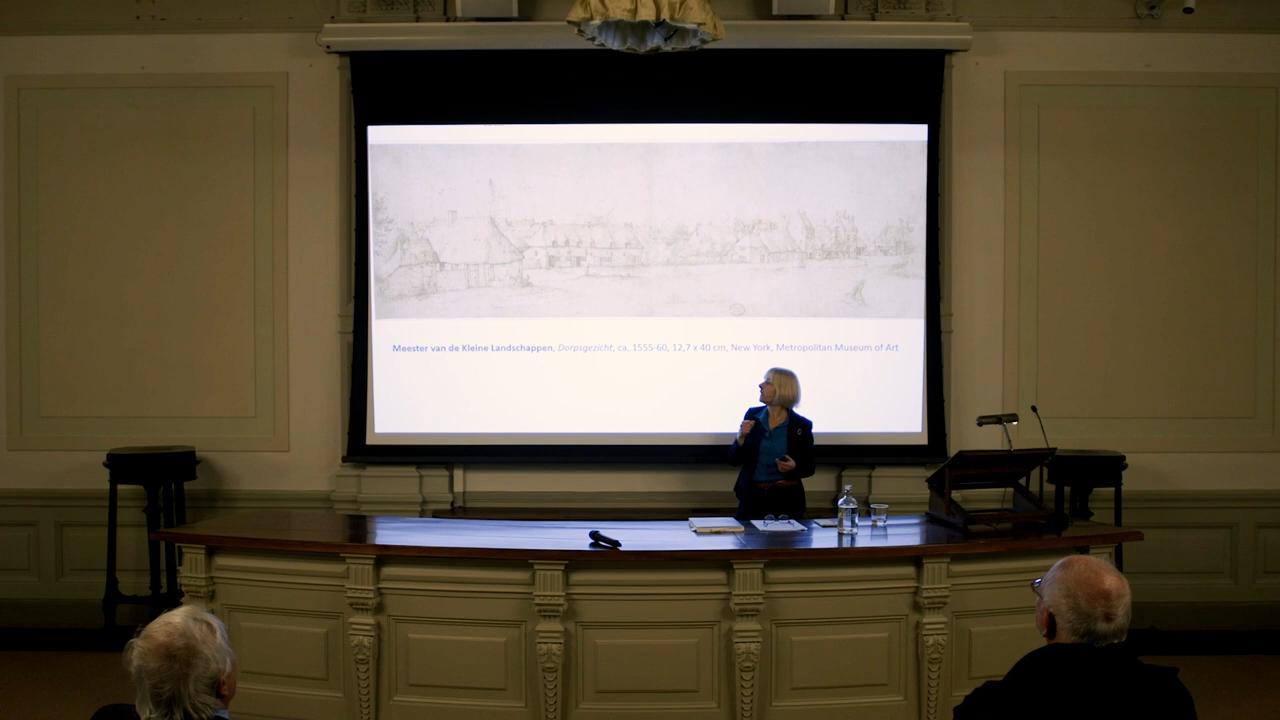 Meester van de Kleine Landschappen, Dorpsgezicht, ca. 1555-60, 12,7 x 40 cm, New York, Metropolitan Museum of Art